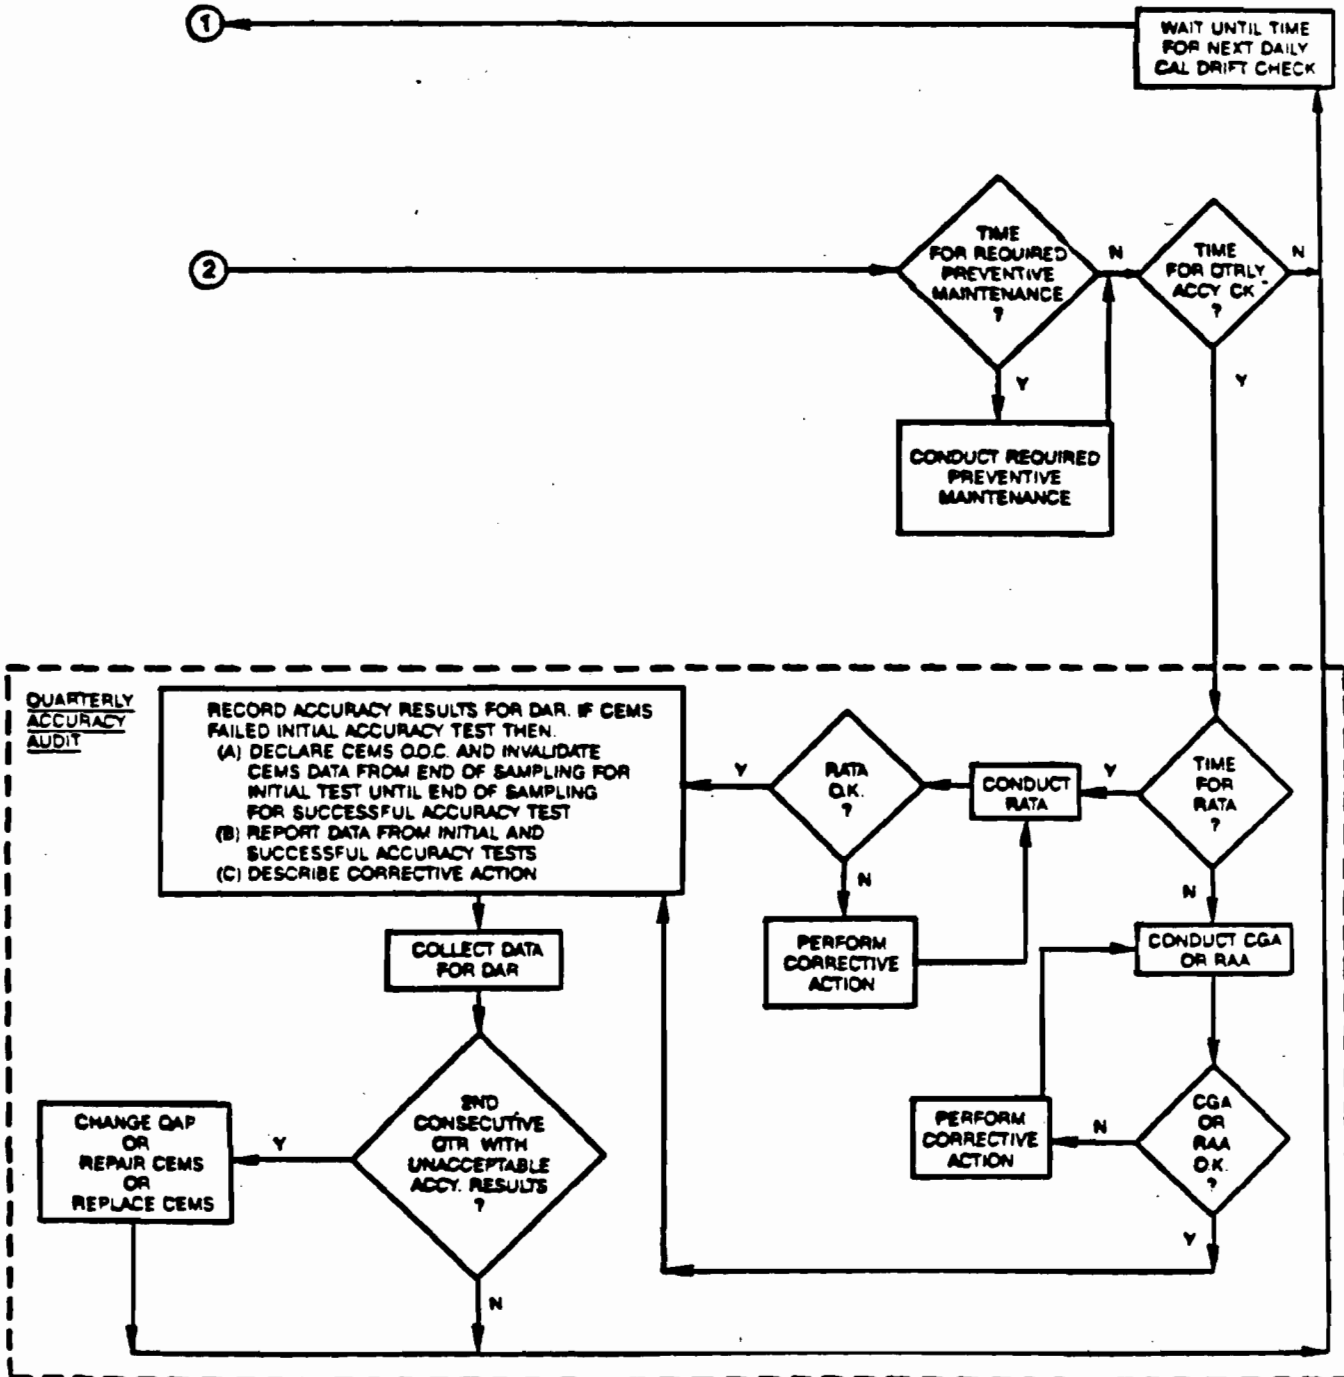 1
WAIT UNTIL TIME
FOR NEXT DAILY
CAL DRIFT CHECK
2
TIME
FOR REQUIRED
PREVENTIVE
MAINTENANCE
?
N
TIME
FOR QTRLY
ACCY CK
?
N
Y
Y
CONDUCT REQUIRED
PREVENTIVE
MAINTENANCE
QUARTERLY
ACCURACY
AUDIT
RECORD ACCURACY RESULTS FOR DAR. IF CEMS
FAILED INITIAL ACCURACY TEST THEN.
(A) DECLARE CEMS O.O.C. AND INVALIDATE
CEMS DATA FROM END OF SAMPLING FOR
INITIAL TEST UNTIL END OF SAMPLING
FOR SUCCESSFUL ACCURACY TEST
(B) REPORT DATA FROM INITIAL AND
SUCCESSFUL ACCURACY TESTS
(C) DESCRIBE CORRECTIVE ACTION
Y
RATA
O.K.
?
CONDUCT
RATA
Y
TIME
FOR
RATA
?
N
N
PERFORM
CORRECTIVE
ACTION
CONDUCT CGA
OR RAA
COLLECT DATA
FOR DAR
2ND
CONSECUTIVE
QTR WITH
UNACCEPTABLE
ACCY. RESULTS
?
Y
CHANGE QAP
OR
REPAIR CEMS
OR
REPLACE CEMS
PERFORM
CORRECTIVE
ACTION
N
CGA
OR
RAA
O.K.
?
Y
N